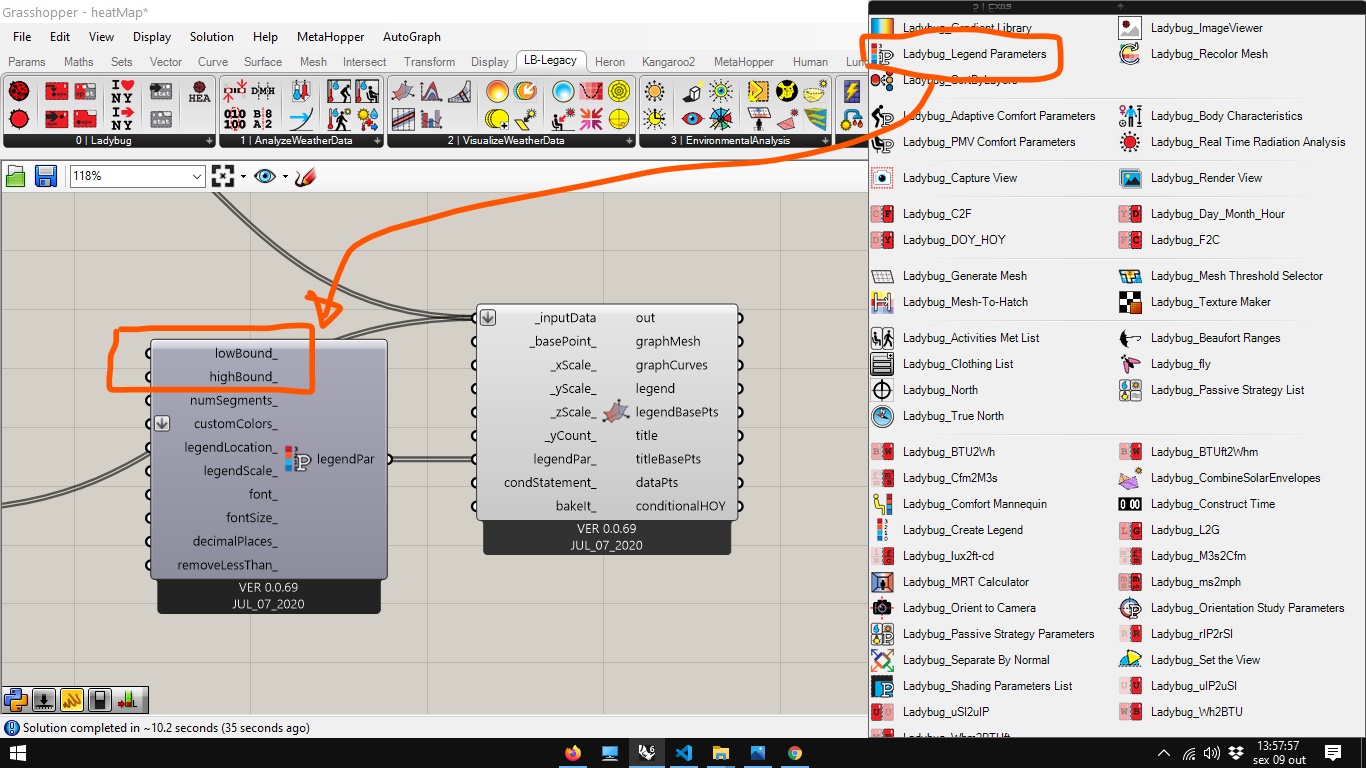 Grasshopper - heatMap*
File Edit View Display Solution Help MetaHopper AutoGraph
Params Maths Sets Vector Curve Surface Mesh Intersect Transform Display LB-Legacy Hbron Kangaroo2 MetaHopper Human Lum
I NY
I NY
HEA
010 100
D M H
0 | Ladybug
1 | AnalyzeWeatherData
2 | VisualizeWeatherData
3 | EnvironmentalAnalysis
118%
lowBound_
highBound_
numSegments_
customColors_
legendLocation_
legendScale_
font_
fontSize_
decimalPlaces_
removeLessThan_
legendPar
VER 0.0.69
JUL_07_2020
_inputData
_basePoint_
_xScale_
_yScale_
_zScale_
_yCount_
legendPar_
condStatement_
bakeIt_
out
graphMesh
graphCurves
legend
legendBasePts
title
titleBasePts
dataPts
conditionalHOY
VER 0.0.69
JUL_07_2020
Ladybug_Gradient Library
Ladybug_ImageViewer
Ladybug_Legend Parameters
Ladybug_Recolor Mesh
Ladybug_Adaptive Comfort Parameters
Ladybug_Body Characteristics
Ladybug_PMV Comfort Parameters
Ladybug_Real Time Radiation Analysis
Ladybug_Capture View
Ladybug_Render View
Ladybug_C2F
Ladybug_Day_Month_Hour
Ladybug_DOY_HOY
Ladybug_F2C
Ladybug_Generate Mesh
Ladybug_Mesh Threshold Selector
Ladybug_Mesh-To-Hatch
Ladybug_Texture Maker
Ladybug_Activities Met List
Ladybug_Beaufort Ranges
Ladybug_Clothing List
Ladybug_fly
Ladybug_North
Ladybug_Passive Strategy List
Ladybug_True North
Ladybug_BTU2Wh
Ladybug_BTUft2Whm
Ladybug_Cfm2M3s
Ladybug_CombineSolarEnvelopes
Ladybug_Comfort Mannequin
Ladybug_Construct Time
Ladybug_Create Legend
Ladybug_L2G
Ladybug_lux2ft-cd
Ladybug_M3s2Cfm
Ladybug_MRT Calculator
Ladybug_ms2mph
Ladybug_Orient to Camera
Ladybug_Orientation Study Parameters
Ladybug_Passive Strategy Parameters
Ladybug_rIP2rSI
Ladybug_Separate By Normal
Ladybug_Set the View
Ladybug_Shading Parameters List
Ladybug_uIP2uSI
Ladybug_uSI2uIP
Ladybug_Wh2BTU
Solution completed in ~10.2 seconds (35 seconds ago)
13:57:57
sex 09 out